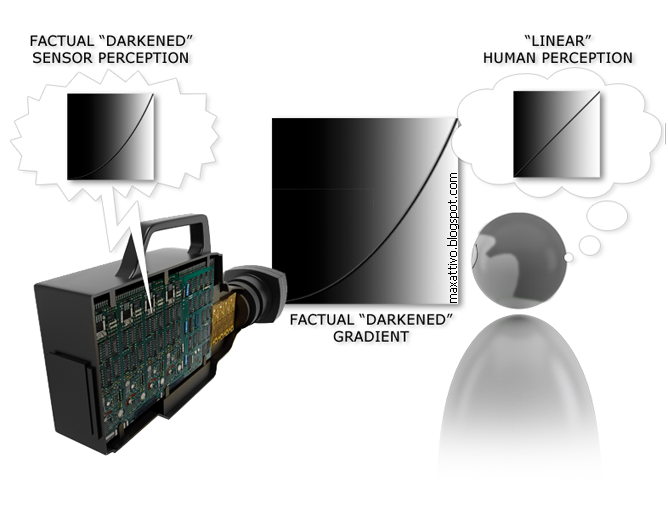 FACTUAL “DARKENED”
SENSOR PERCEPTION
“LINEAR”
HUMAN PERCEPTION
maxattivo.blogspot.com
FACTUAL “DARKENED”
GRADIENT